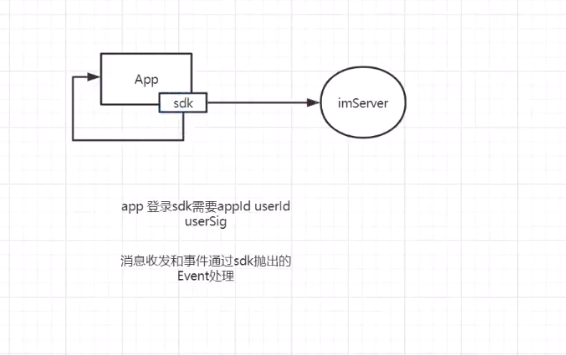 App
sdk
imServer
app 登录sdk需要appId userId
userSig
消息收发和事件通过sdk抛出的
Event处理